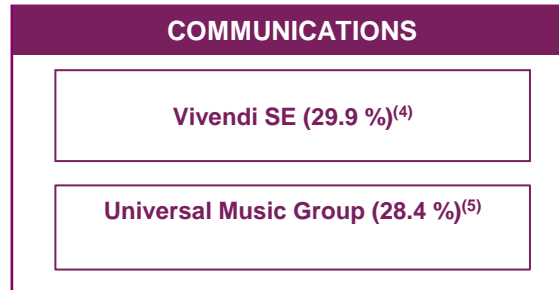 COMMUNICATIONS
Vivendi SE (29.9 %)(4)
Universal Music Group (28.4 %)(5)